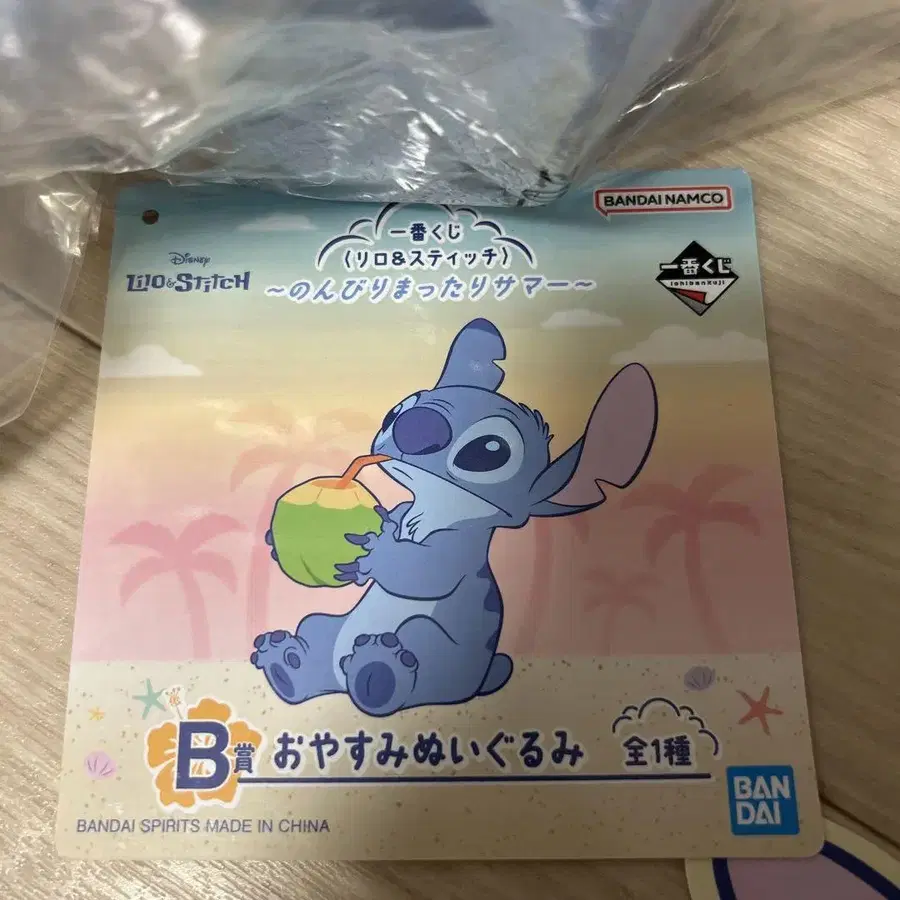 BANDAI NAMCO
一番くじ
〈リロ&スティッチ〉
～のんびりまったりサマー～
Disney
Lilo & Stitch
一番くじ
Ichibankuji
B賞 おやすみぬいぐるみ 全1種
BANDAI
BANDAI SPIRITS MADE IN CHINA